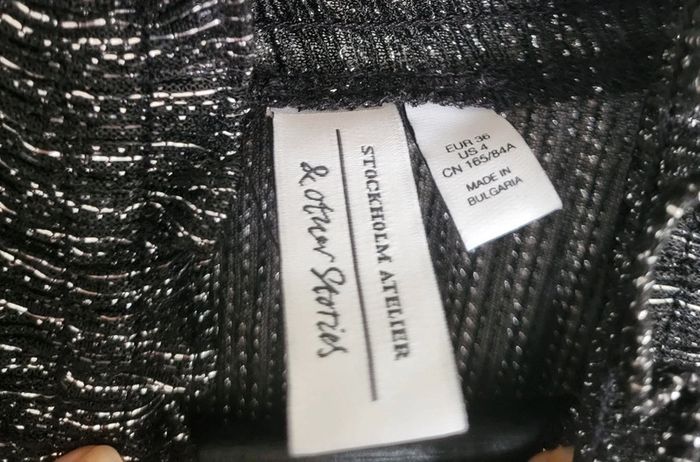 STOCKHOLM ATELIER
& other Stories
EUR 36
US 4
CN 165/84A
MADE IN
BULGARIA